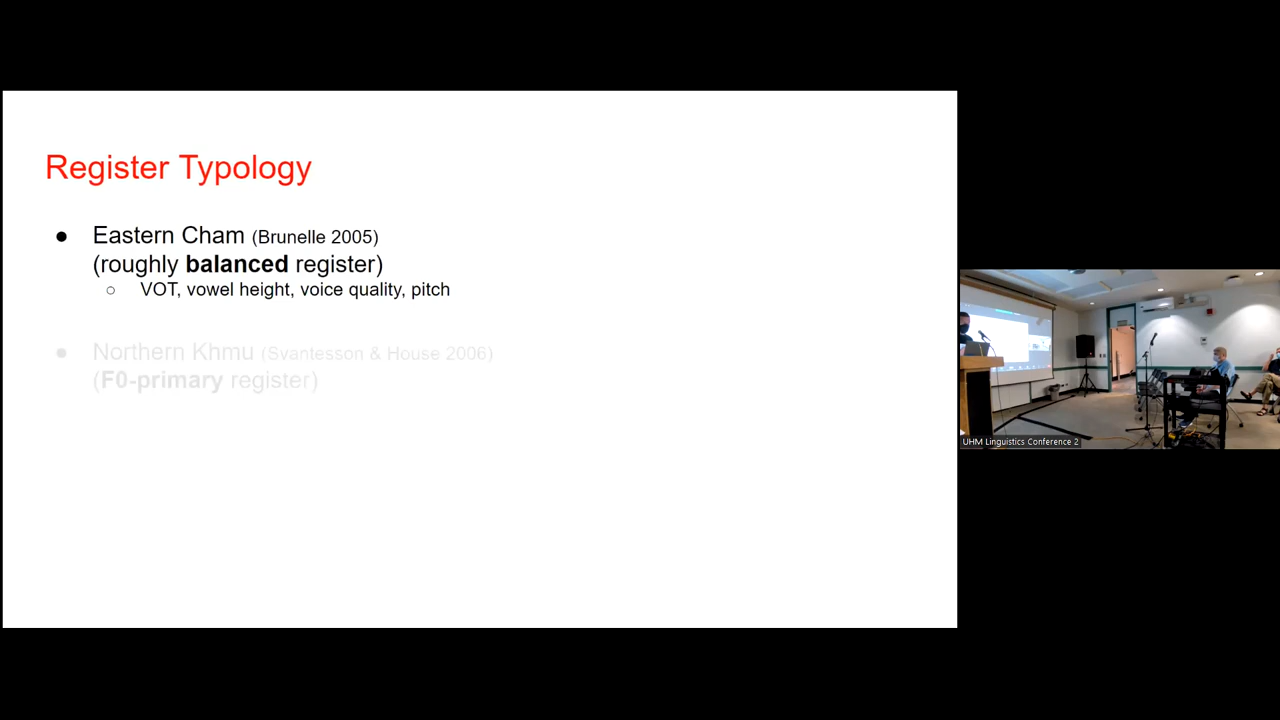 Register Typology
● Eastern Cham (Brunelle 2005)
(roughly balanced register)
○ VOT, vowel height, voice quality, pitch
● Northern Khmu (Svantesson & House 2006)
(F0-primary register)
UHM Linguistics Conference 2